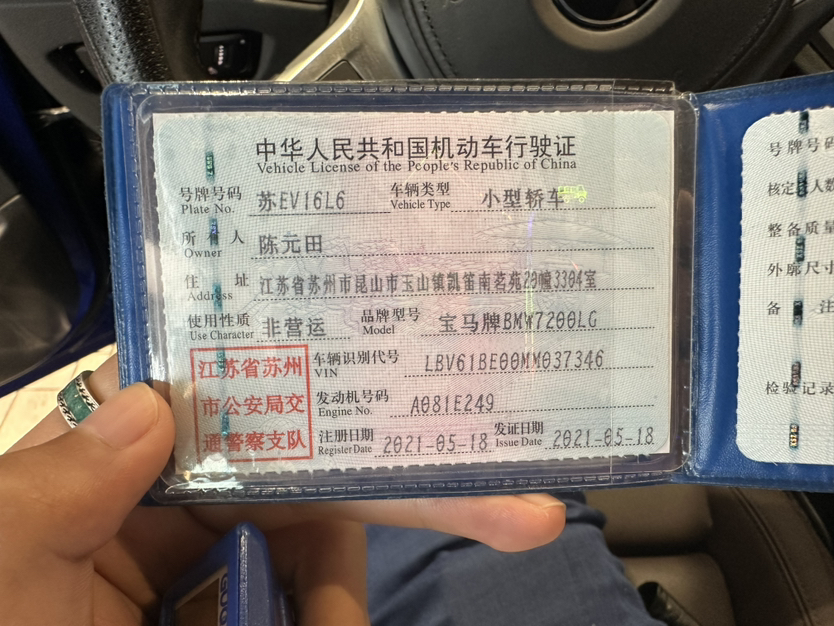 中华人民共和国机动车行驶证
Vehicle License of the People's Republic of China
号牌号码 苏EV16L6 车辆类型 小型轿车
Plate No. Vehicle Type
所有人 陈元田
Owner
住址 江苏省苏州市昆山市玉山镇凯笛南茗苑20幢3304室
Address
使用性质 非营运 品牌型号 宝马牌BMW7200LG
Use Character Model
江苏省苏州
市公安局交
通警察支队
车辆识别代号 LBV61BE00MM037346
VIN
发动机号码 A081E249
Engine No.
注册日期 2021-05-18 发证日期 2021-05-18
Register Date Issue Date
号牌号码
核定
人数
整备质量
外廓尺寸
备注
检验记录